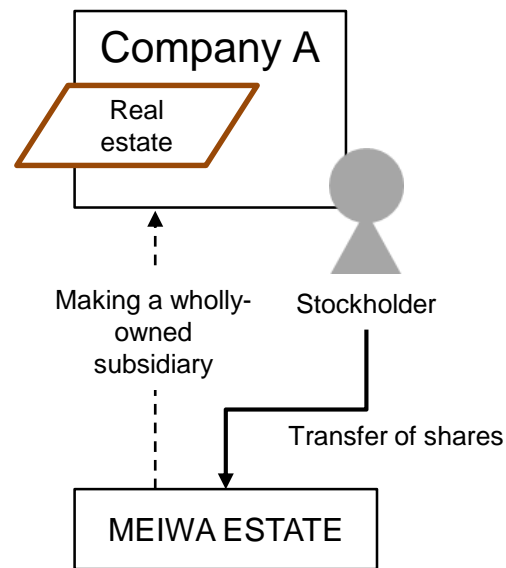 Company A
Real
estate
Making a wholly-
owned
subsidiary
Stockholder
Transfer of shares
MEIWA ESTATE